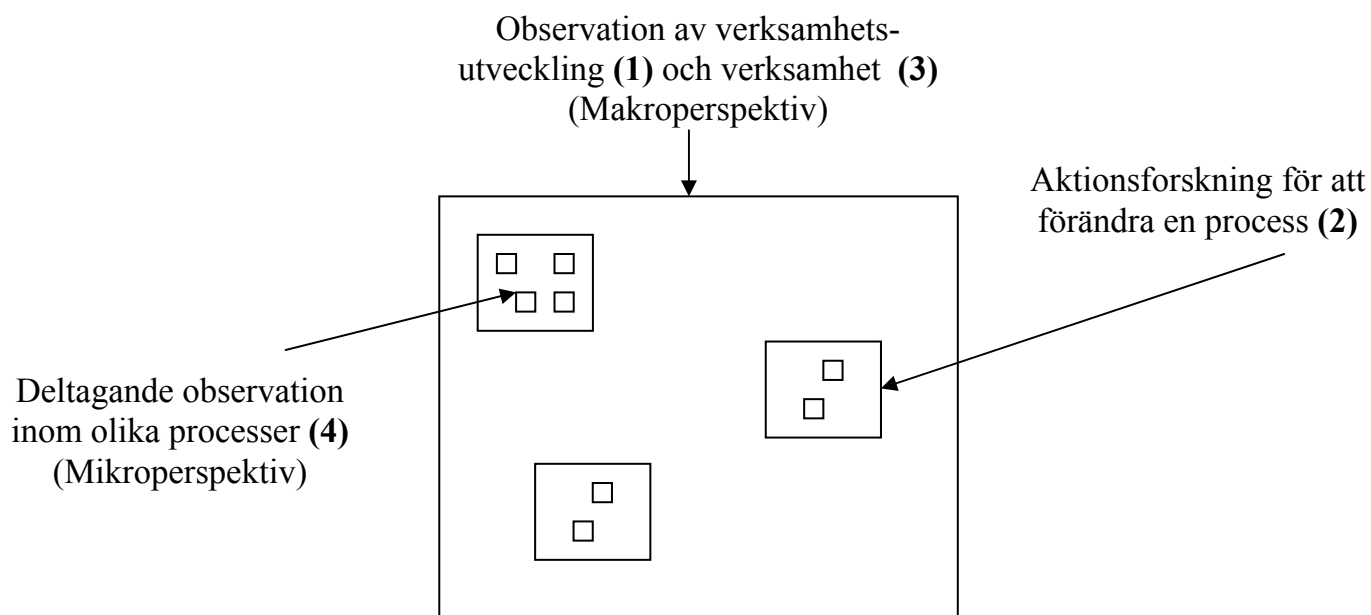 Observation av verksamhets-
utveckling (1) och verksamhet (3)
(Makroperspektiv)
Aktionsforskning för att
förändra en process (2)
Deltagande observation
inom olika processer (4)
(Mikroperspektiv)